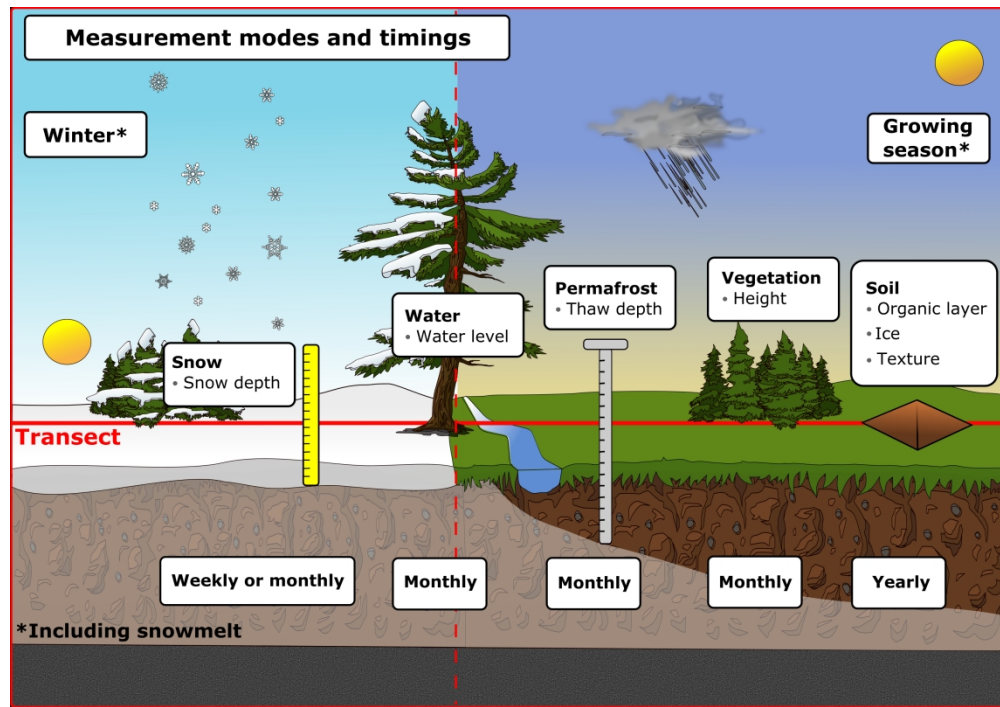 Measurement modes and timings
Winter*
Growing
season*
Snow
• Snow depth
Water
• Water level
Permafrost
• Thaw depth
Vegetation
• Height
Soil
• Organic layer
• Ice
• Texture
Transect
Weekly or monthly
Monthly
Monthly
Monthly
Yearly
*Including snowmelt